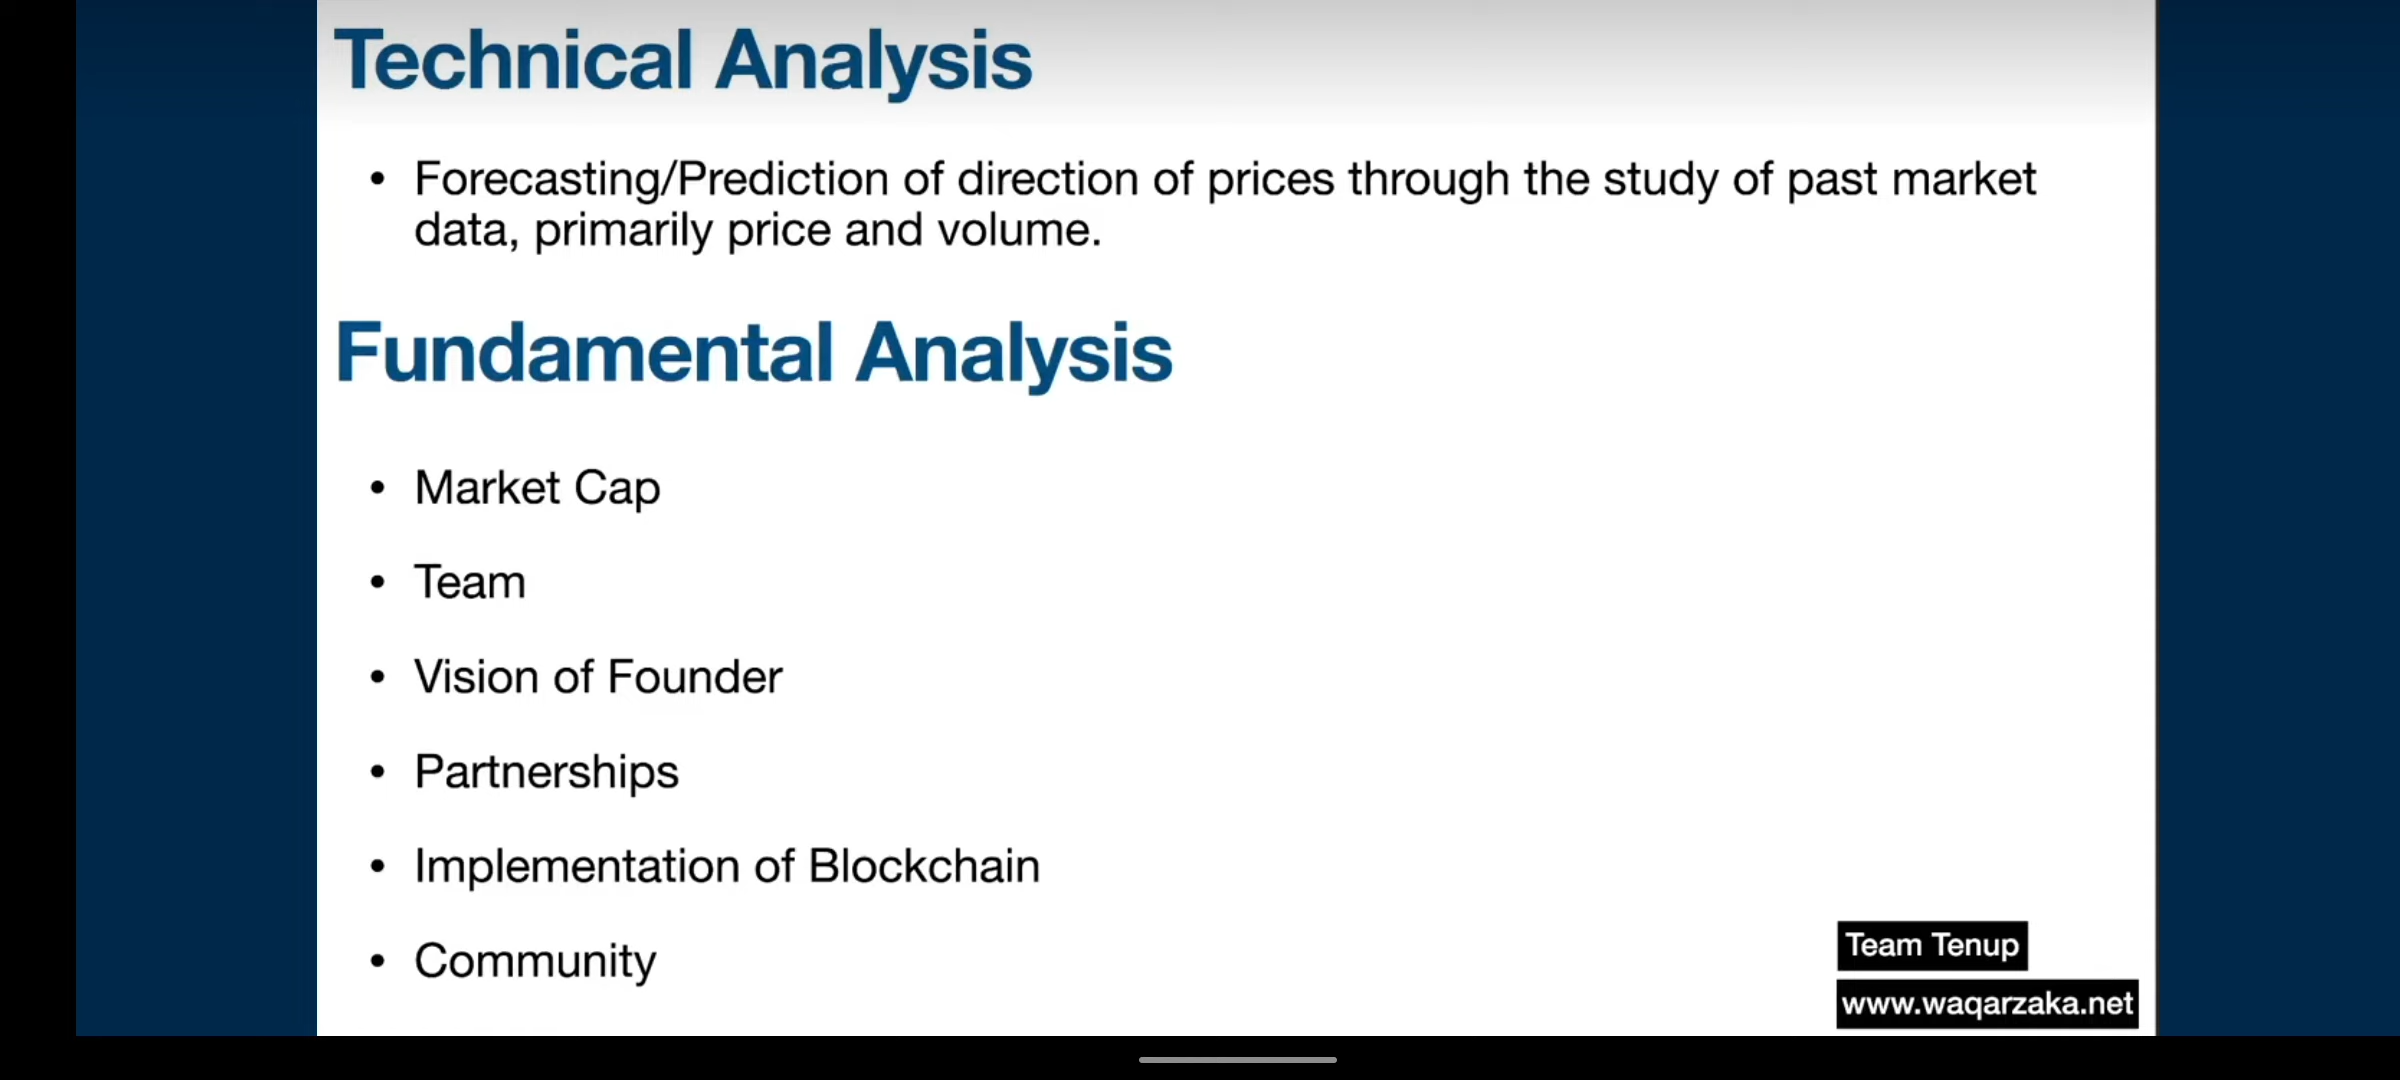 Technical Analysis
• Forecasting/Prediction of direction of prices through the study of past market
data, primarily price and volume.
Fundamental Analysis
• Market Cap
• Team
• Vision of Founder
• Partnerships
• Implementation of Blockchain
• Community
Team Tenup
www.waqarzaka.net